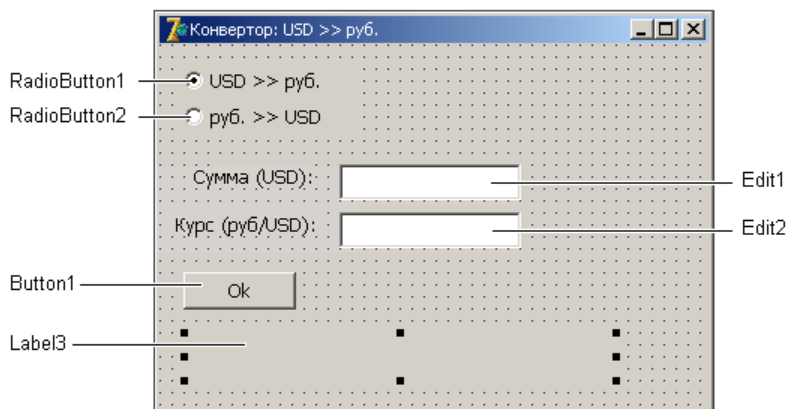 Конвертор: USD >> руб.
RadioButton1
USD >> руб.
RadioButton2
руб. >> USD
Сумма (USD):
Edit1
Курс (руб/USD):
Edit2
Button1
Ok
Label3